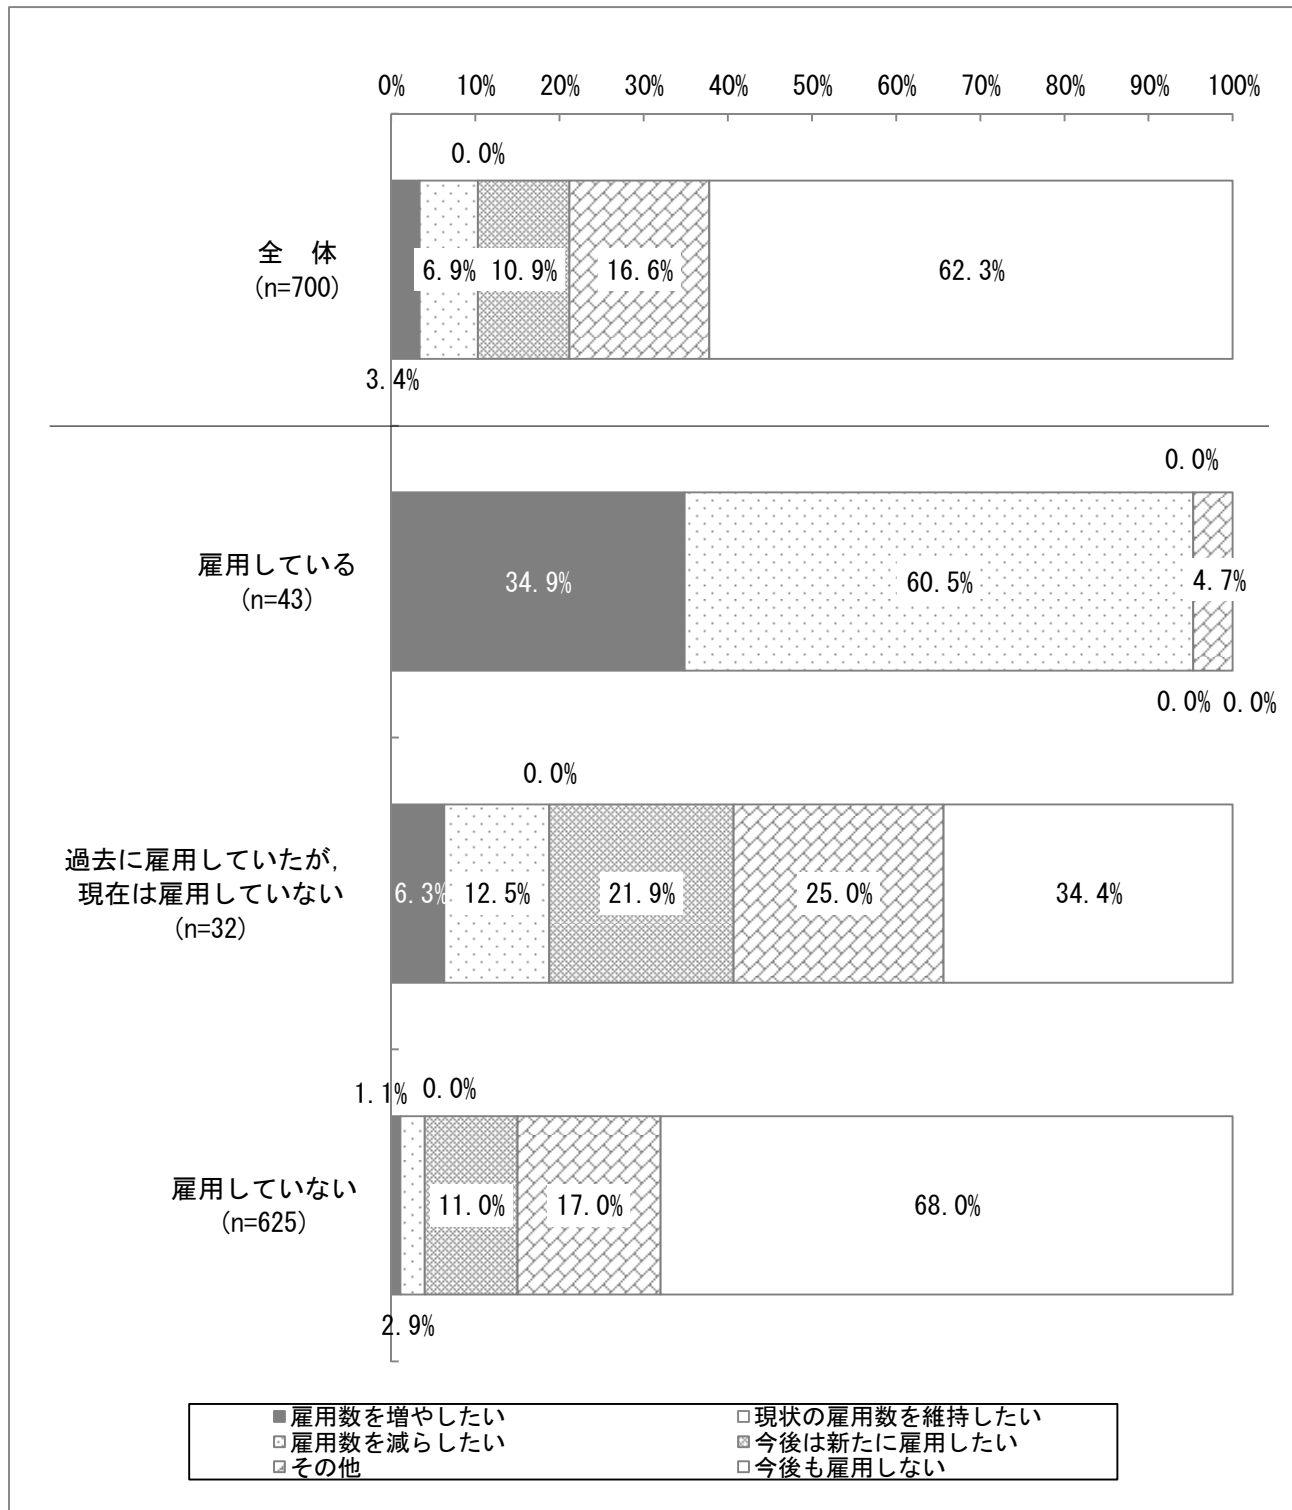 0% 10% 20% 30% 40% 50% 60% 70% 80% 90% 100%
0.0%
全　体
(n=700)
6.9% 10.9% 16.6% 62.3%
3.4%
0.0%
雇用している
(n=43)
34.9% 60.5% 4.7%
0.0% 0.0%
0.0%
過去に雇用していたが,
現在は雇用していない
(n=32)
6.3% 12.5% 21.9% 25.0% 34.4%
1.1% 0.0%
雇用していない
(n=625)
11.0% 17.0% 68.0%
2.9%
雇用数を増やしたい 現状の雇用数を維持したい
雇用数を減らしたい 今後は新たに雇用したい
その他 今後も雇用しない